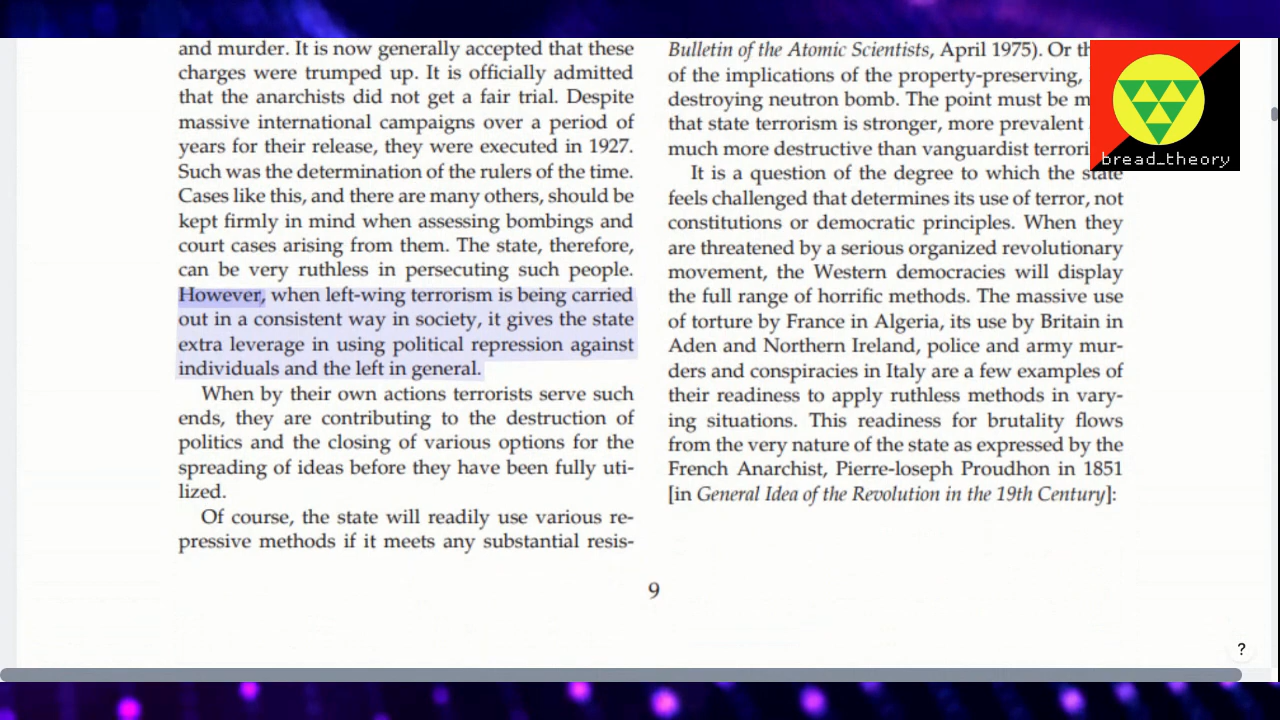 and murder. It is now generally accepted that these
charges were trumped up. It is officially admitted
that the anarchists did not get a fair trial. Despite
massive international campaigns over a period of
years for their release, they were executed in 1927.
Such was the determination of the rulers of the time.
Cases like this, and there are many others, should be
kept firmly in mind when assessing bombings and
court cases arising from them. The state, therefore,
can be very ruthless in persecuting such people.
However, when left-wing terrorism is being carried
out in a consistent way in society, it gives the state
extra leverage in using political repression against
individuals and the left in general.
When by their own actions terrorists serve such
ends, they are contributing to the destruction of
politics and the closing of various options for the
spreading of ideas before they have been fully uti-
lized.
Of course, the state will readily use various re-
pressive methods if it meets any substantial resis-
Bulletin of the Atomic Scientists, April 1975). Or
of the implications of the property-preserving,
destroying neutron bomb. The point must be
that state terrorism is stronger, more prevalent
much more destructive than vanguardist
It is a question of the degree to which the state
feels challenged that determines its use of terror, not
constitutions or democratic principles. When they
are threatened by a serious organized revolutionary
movement, the Western democracies will display
the full range of horrific methods. The massive use
of torture by France in Algeria, its use by Britain in
Aden and Northern Ireland, police and army mur-
ders and conspiracies in Italy are a few examples of
their readiness to apply ruthless methods in vary-
ing situations. This readiness for brutality flows
from the very nature of the state as expressed by the
French Anarchist, Pierre-loseph Proudhon in 1851
[in General Idea of the Revolution in the 19th Century]:
9
bread_theory
?